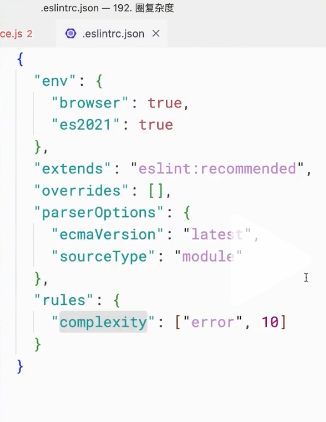 .eslintrc.json — 192. 圈复杂度
ce.js 2 .eslintrc.json ×
{
"env": {
"browser": true,
"es2021": true
},
"extends": "eslint:recommended",
"overrides": [],
"parserOptions": {
"ecmaVersion": "latest",
"sourceType": "module"
},
"rules": {
"complexity": ["error", 10]
}
}